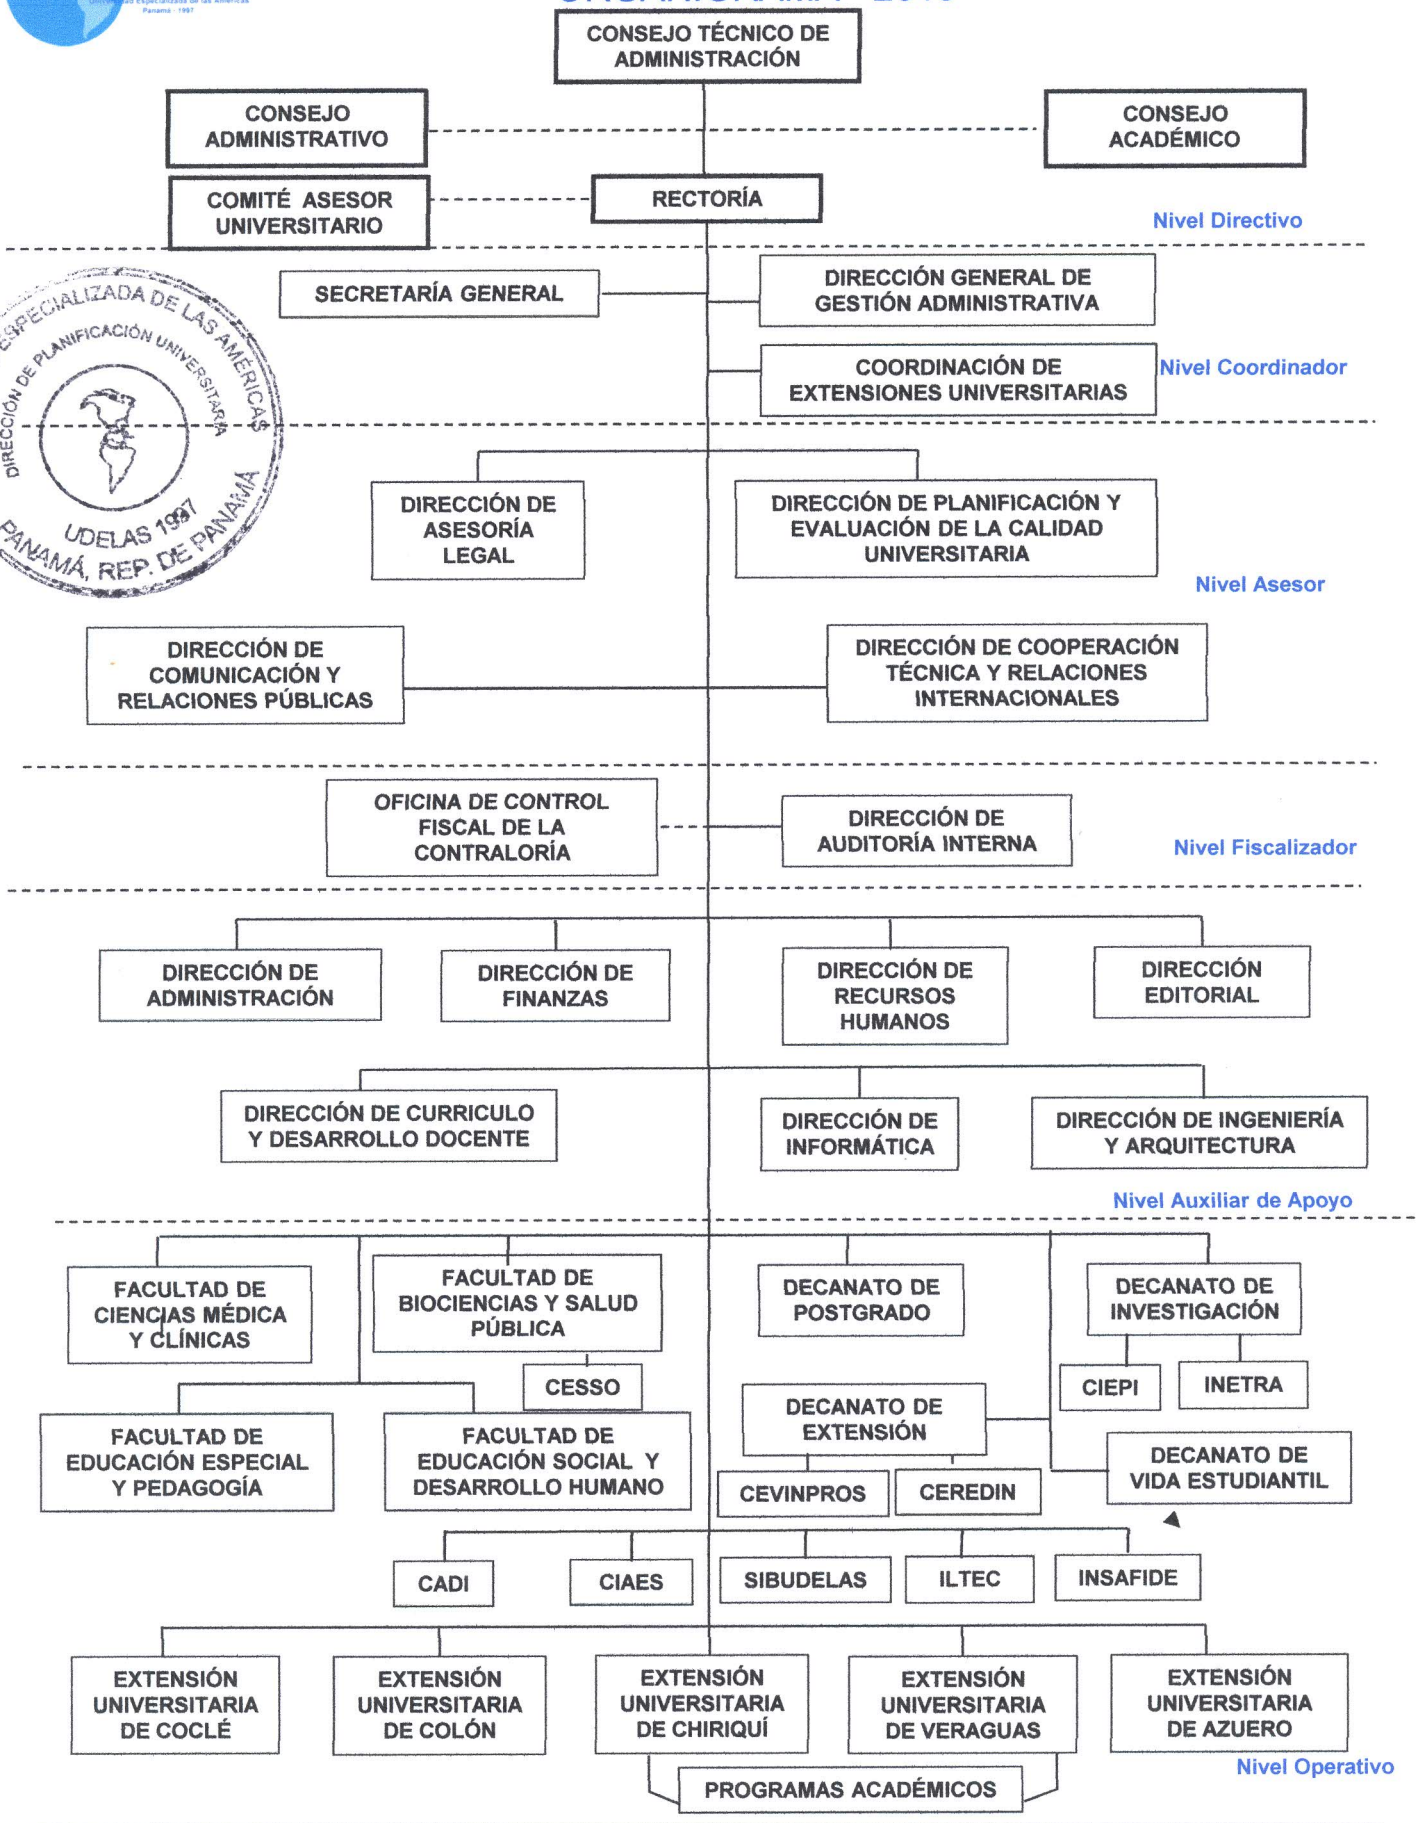 Universidad Especializada de las Américas
Panamá - 1997
CONSEJO TÉCNICO DE
ADMINISTRACIÓN
CONSEJO
ADMINISTRATIVO
CONSEJO
ACADÉMICO
COMITÉ ASESOR
UNIVERSITARIO
RECTORÍA
Nivel Directivo
SECRETARÍA GENERAL
DIRECCIÓN GENERAL DE
GESTIÓN ADMINISTRATIVA
COORDINACIÓN DE
EXTENSIONES UNIVERSITARIAS
Nivel Coordinador
ESPECIALIZADA DE LAS AMÉRICAS
DIRECCIÓN DE PLANIFICACIÓN UNIVERSITARIA
UDELAS 1997
PANAMÁ, REP. DE PANAMÁ
DIRECCIÓN DE
ASESORÍA
LEGAL
DIRECCIÓN DE PLANIFICACIÓN Y
EVALUACIÓN DE LA CALIDAD
UNIVERSITARIA
Nivel Asesor
DIRECCIÓN DE
COMUNICACIÓN Y
RELACIONES PÚBLICAS
DIRECCIÓN DE COOPERACIÓN
TÉCNICA Y RELACIONES
INTERNACIONALES
OFICINA DE CONTROL
FISCAL DE LA
CONTRALORÍA
DIRECCIÓN DE
AUDITORÍA INTERNA
Nivel Fiscalizador
DIRECCIÓN DE
ADMINISTRACIÓN
DIRECCIÓN DE
FINANZAS
DIRECCIÓN DE
RECURSOS
HUMANOS
DIRECCIÓN
EDITORIAL
DIRECCIÓN DE CURRICULO
Y DESARROLLO DOCENTE
DIRECCIÓN DE
INFORMÁTICA
DIRECCIÓN DE INGENIERÍA
Y ARQUITECTURA
Nivel Auxiliar de Apoyo
FACULTAD DE
CIENCIAS MÉDICA
Y CLÍNICAS
FACULTAD DE
BIOCIENCIAS Y SALUD
PÚBLICA
CESSO
DECANATO DE
POSTGRADO
DECANATO DE
INVESTIGACIÓN
CIEPI
INETRA
FACULTAD DE
EDUCACIÓN ESPECIAL
Y PEDAGOGÍA
FACULTAD DE
EDUCACIÓN SOCIAL Y
DESARROLLO HUMANO
DECANATO DE
EXTENSIÓN
CEVINPROS
CEREDIN
DECANATO DE
VIDA ESTUDIANTIL
CADI
CIAES
SIBUDELAS
ILTEC
INSAFIDE
EXTENSIÓN
UNIVERSITARIA
DE COCLÉ
EXTENSIÓN
UNIVERSITARIA
DE COLÓN
EXTENSIÓN
UNIVERSITARIA
DE CHIRIQUÍ
EXTENSIÓN
UNIVERSITARIA
DE VERAGUAS
EXTENSIÓN
UNIVERSITARIA
DE AZUERO
Nivel Operativo
PROGRAMAS ACADÉMICOS